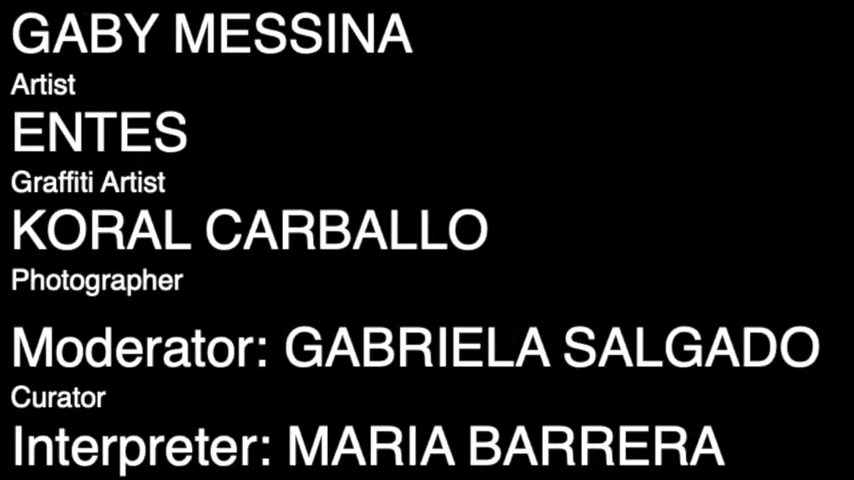 GABY MESSINA
Artist
ENTES
Graffiti Artist
KORAL CARBALLO
Photographer
Moderator: GABRIELA SALGADO
Curator
Interpreter: MARIA BARRERA